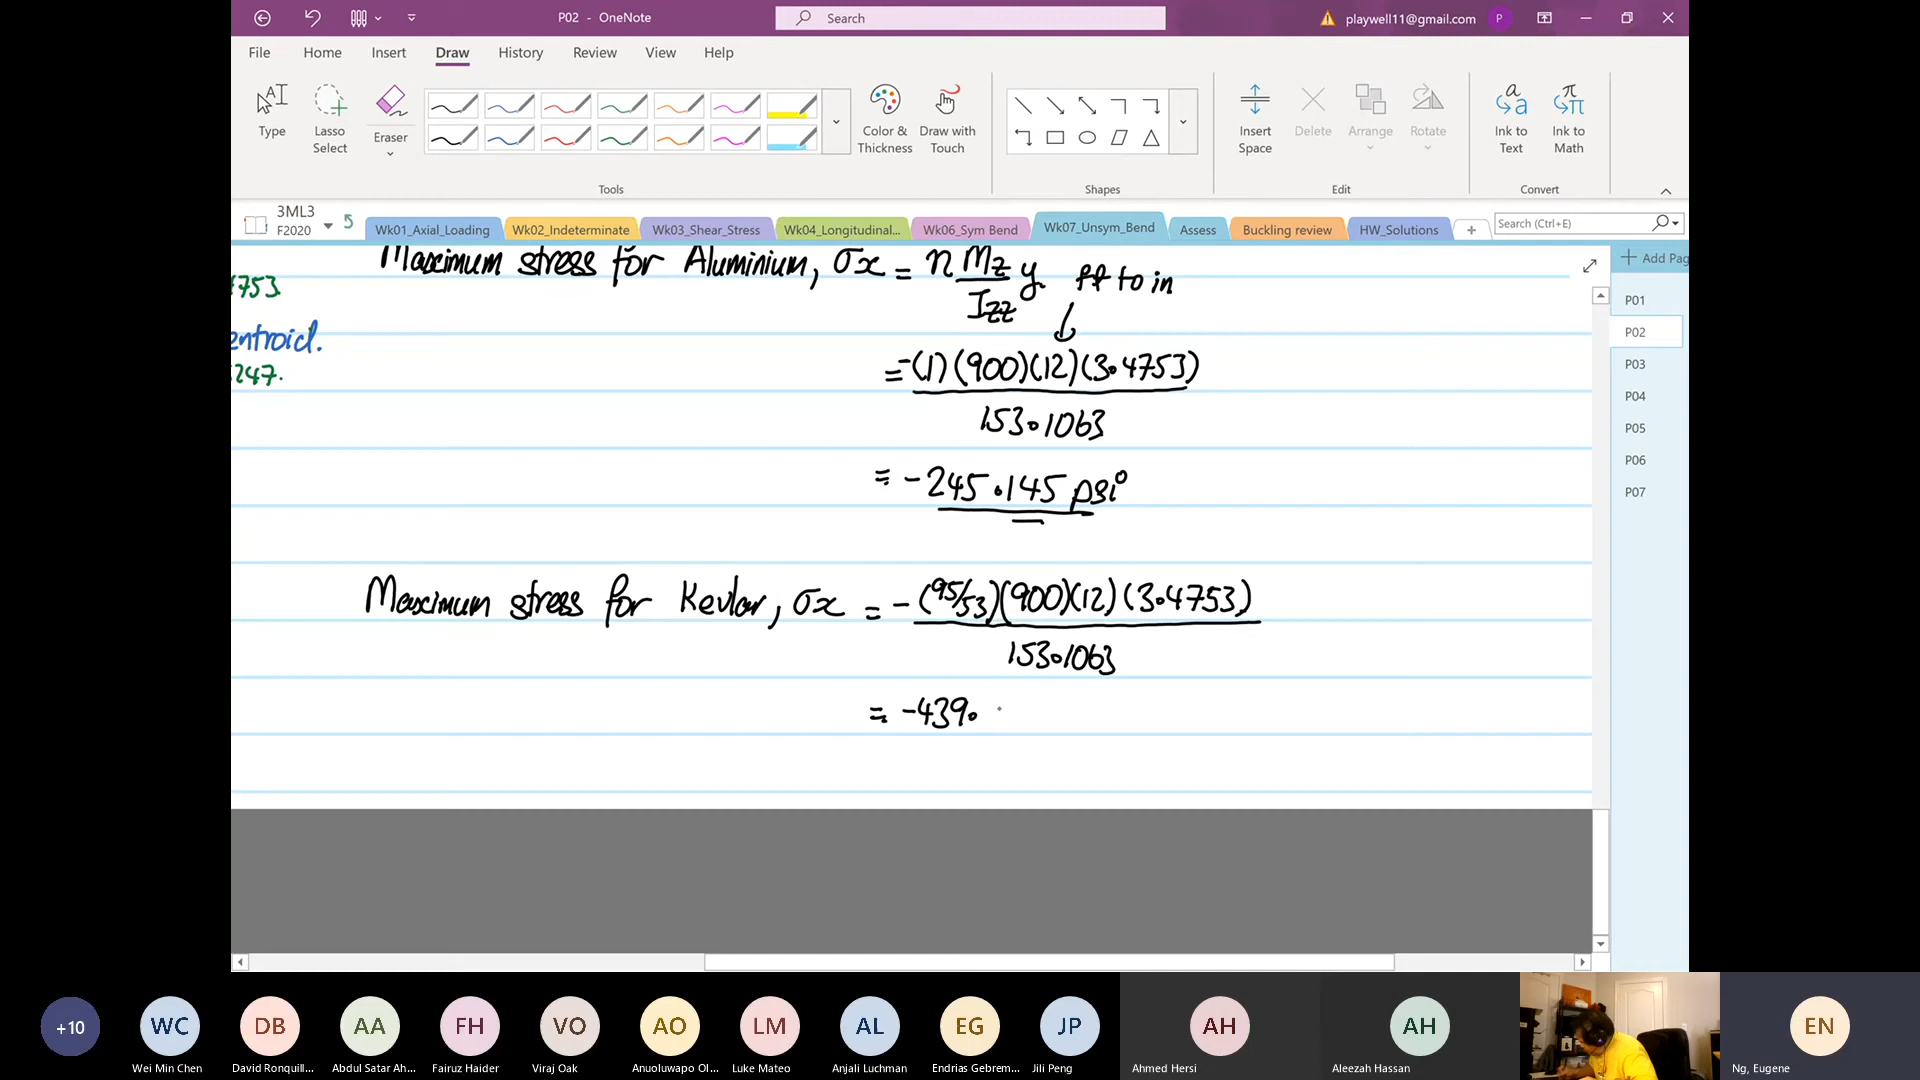 P02 - OneNote
Search
playwell11@gmail.com
P
File Home Insert Draw History Review View Help
Type
Lasso Select
Eraser
Color & Thickness
Draw with Touch
Insert Space
Delete
Arrange
Rotate
Ink to Text
Ink to Math
Tools Shapes Edit Convert
3ML3
F2020
Wk01_Axial_Loading Wk02_Indeterminate Wk03_Shear_Stress Wk04_Longitudinal... Wk06_Sym Bend Wk07_Unsym_Bend Assess Buckling review HW_Solutions +
Search (Ctrl+E)
Add Pag
P01
P02
P03
P04
P05
P06
P07
Maximum stress for Aluminium, σx = n Mz/Izz y ft to in
4753
entroid.
247.
= -(1)(900)(12)(3.4753)
153.1063
= -245.145 psi
Maximum stress for Kevlar, σx = -(95/53)(900)(12)(3.4753)
153.1063
= -439.
+10 WC DB AA FH VO AO LM AL EG JP AH AH EN
Wei Min Chen David Ronquill... Abdul Satar Ah... Fairuz Haider Viraj Oak Anuoluwapo Ol... Luke Mateo Anjali Luchman Endrias Gebrem... Jili Peng Ahmed Hersi Aleezah Hassan Ng, Eugene